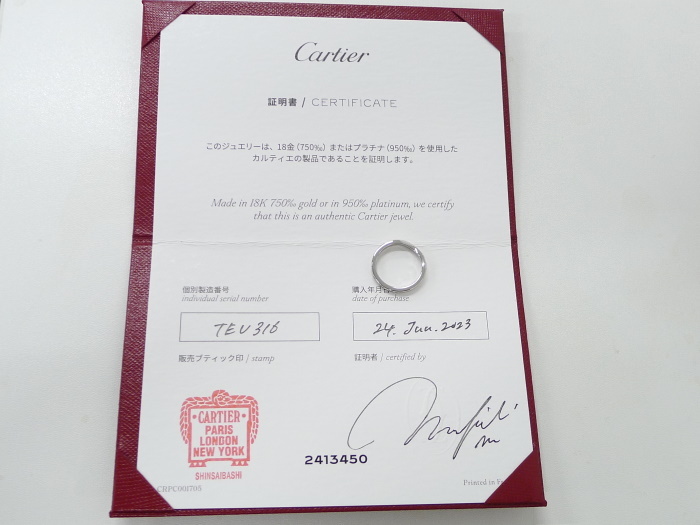 Cartier
証明書 / CERTIFICATE
このジュエリーは、18金(750‰)またはプラチナ(950‰)を使用した
カルティエの製品であることを証明します。
Made in 18K 750‰ gold or in 950‰ platinum, we certify
that this is an authentic Cartier jewel.
個別製造番号
individual serial number
購入年月
date of purchase
TEU316
24. Jun. 2023
販売ブティック印 / stamp
証明者 / certified by
CARTIER
PARIS
LONDON
NEW YORK
SHINSAIBASHI
2413450
Printed in